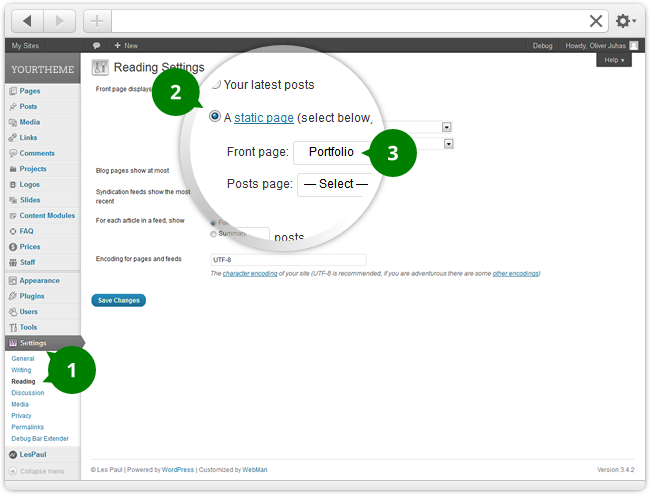 My Sites + New Debug Howdy, Oliver Juhas
YOURTHEME
Reading Settings
Help
Pages
Posts
Media
Links
Comments
Projects
Logos
Slides
Content Modules
FAQ
Prices
Staff
Appearance
Plugins
Users
Tools
Settings
General
Writing
Reading
Discussion
Media
Privacy
Permalinks
Debug Bar Extender
LesPaul
Collapse menu
1
Front page displays
2
Your latest posts
A static page (select below,
Front page: Portfolio
3
Posts page: — Select —
Blog pages show at most
Syndication feeds show the most
recent
posts
For each article in a feed, show
Summary
Encoding for pages and feeds UTF-8
The character encoding of your site (UTF-8 is recommended, if you are adventurous there are some other encodings)
Save Changes
© Les Paul | Powered by WordPress | Customized by WebMan Version 3.4.2